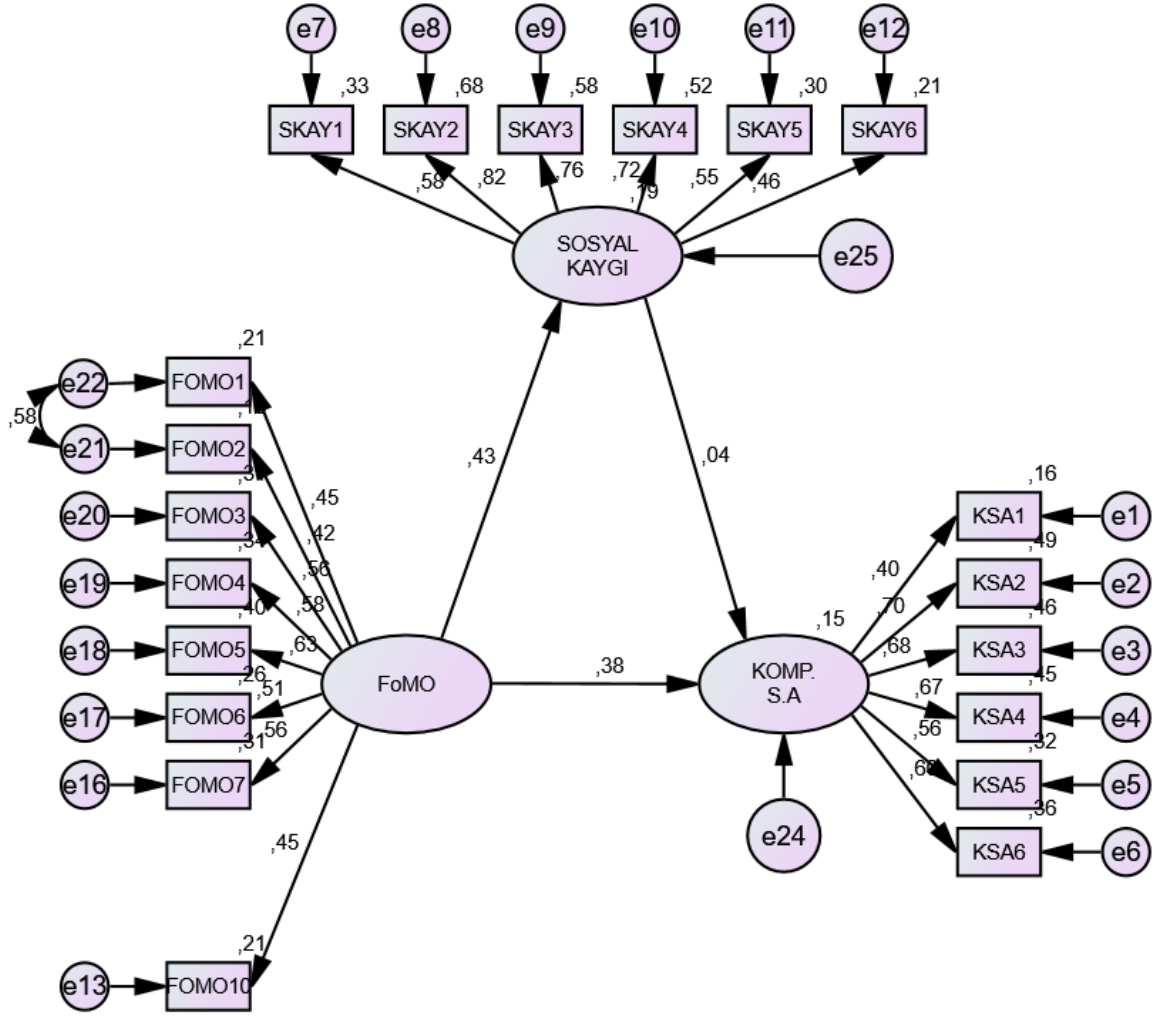 e7 e8 e9 e10 e11 e12
,33 ,68 ,58 ,52 ,30 ,21
SKAY1 SKAY2 SKAY3 SKAY4 SKAY5 SKAY6
,58 ,82 ,76 ,72 ,55 ,46
,19
SOSYAL
KAYGI
e25
,21
e22 FOMO1
,58
e21 FOMO2
e20 FOMO3
,34
e19 FOMO4
,40
e18 FOMO5
,26
e17 FOMO6
,31
e16 FOMO7
,45
,42
,56
,58
,63
,51
,56
,43
,04
FoMO
,38
,15
KOMP.
S.A
e24
,16
KSA1 e1
,49
KSA2 e2
,46
KSA3 e3
,45
KSA4 e4
,32
KSA5 e5
,36
KSA6 e6
,40
,70
,68
,67
,56
,45
,21
e13 FOMO10